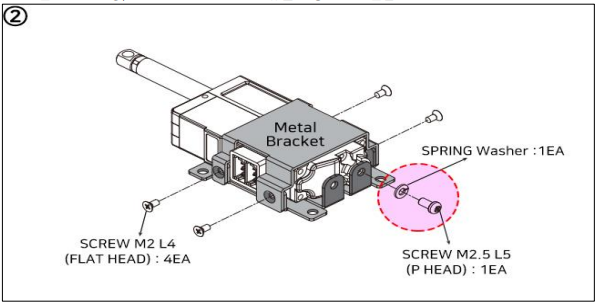 ②
Metal
Bracket
SPRING Washer : 1EA
SCREW M2 L4
(FLAT HEAD) : 4EA
SCREW M2.5 L5
(P HEAD) : 1EA